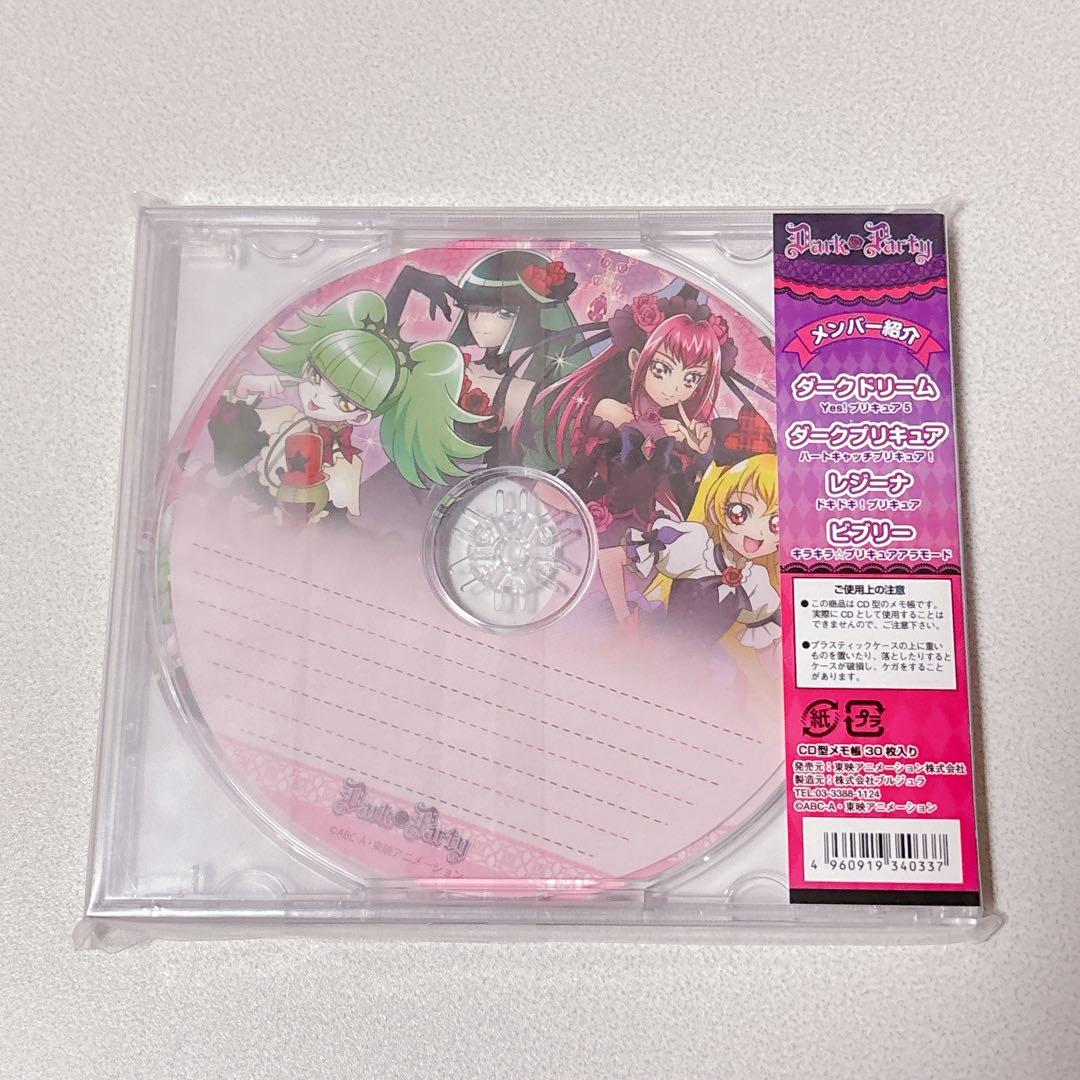 Dark Party
©ABC-A・東映アニメーション
Dark Party
メンバー紹介
ダークドリーム
Yes! プリキュア5
ダークプリキュア
ハートキャッチプリキュア！
レジーナ
ドキドキ！プリキュア
ビブリー
キラキラ☆プリキュアアラモード
ご使用上の注意
●この商品はCD型のメモ帳です。
実際にCDとして使用することは
できませんので、ご注意下さい。
●プラスティックケースの上に重い
ものを置いたり、落としたりすると
ケースが破損し、ケガをすること
があります。
紙 プラ
CD型メモ帳 30枚入り
発売元：東映アニメーション株式会社
製造元：株式会社ブルジュラ
TEL:03-3388-1124
©ABC-A・東映アニメーション
4 960919 340337